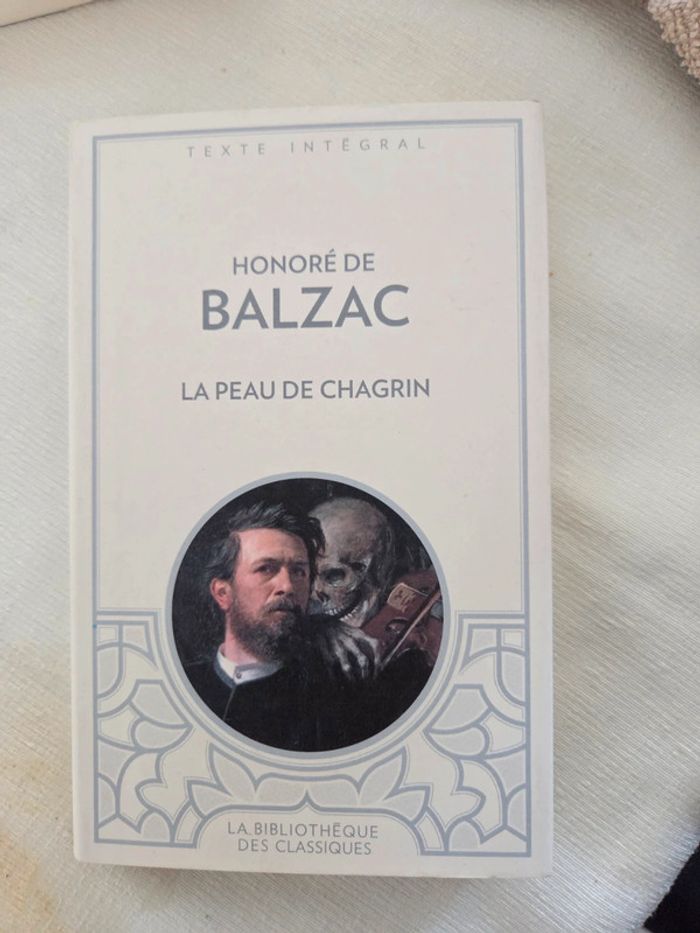 TEXTE INTÉGRAL
HONORÉ DE
BALZAC
LA PEAU DE CHAGRIN
LA BIBLIOTHÈQUE
DES CLASSIQUES